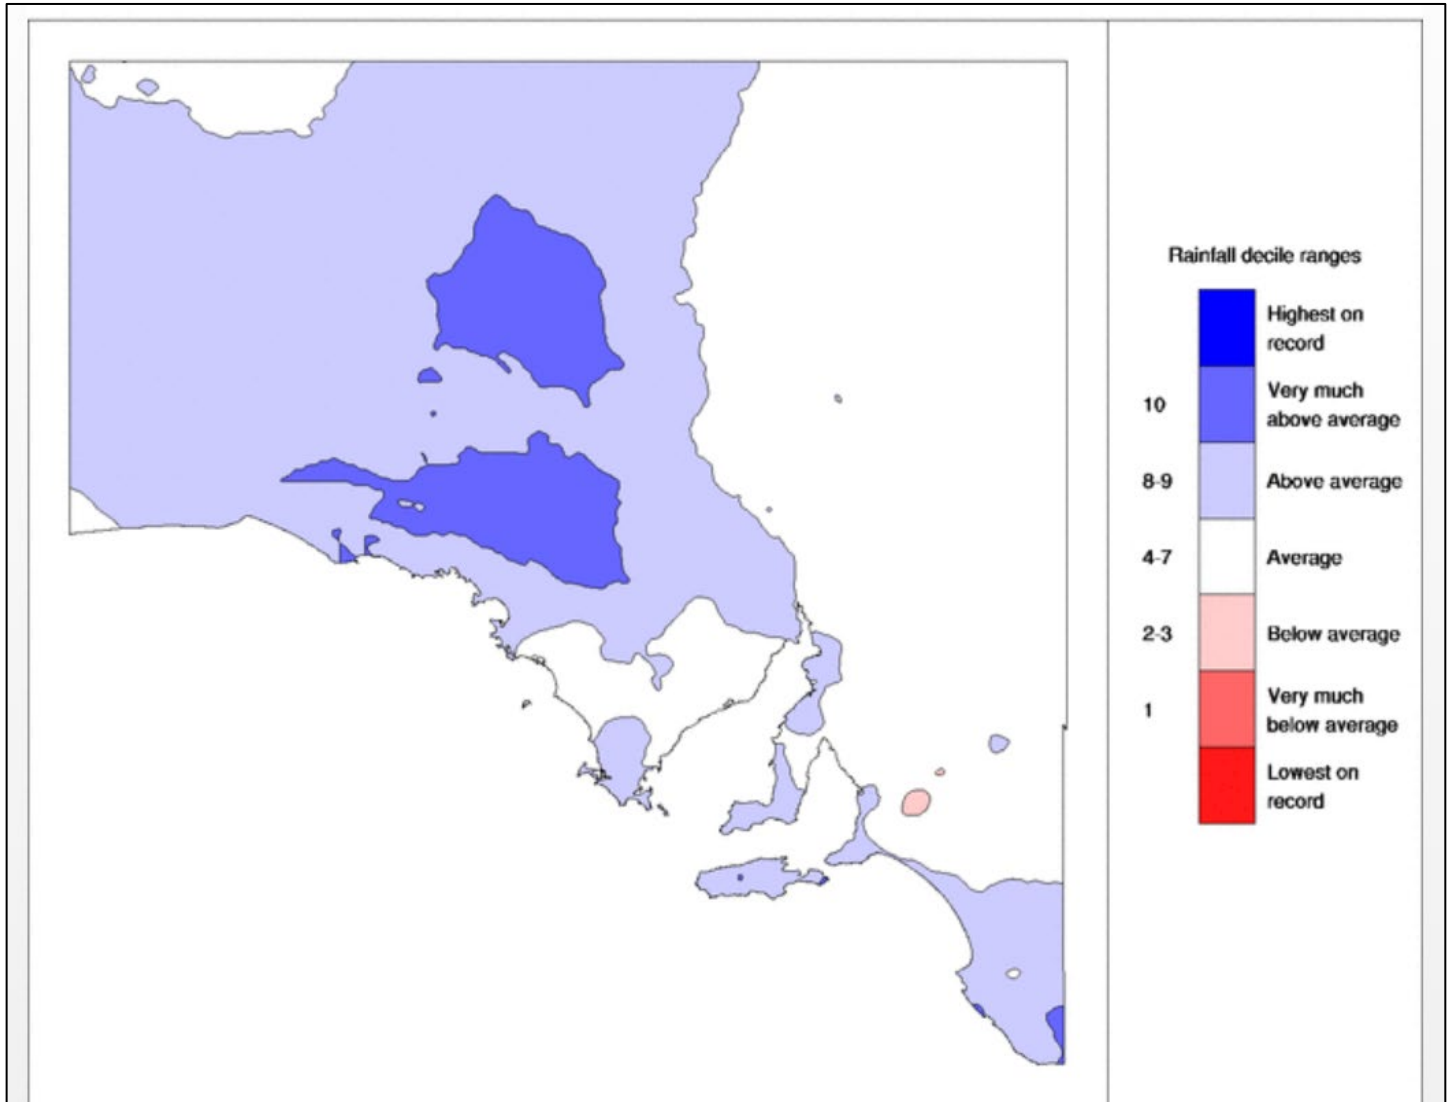 Rainfall decile ranges
Highest on
record
10
Very much
above average
8-9
Above average
4-7
Average
2-3
Below average
1
Very much
below average
Lowest on
record